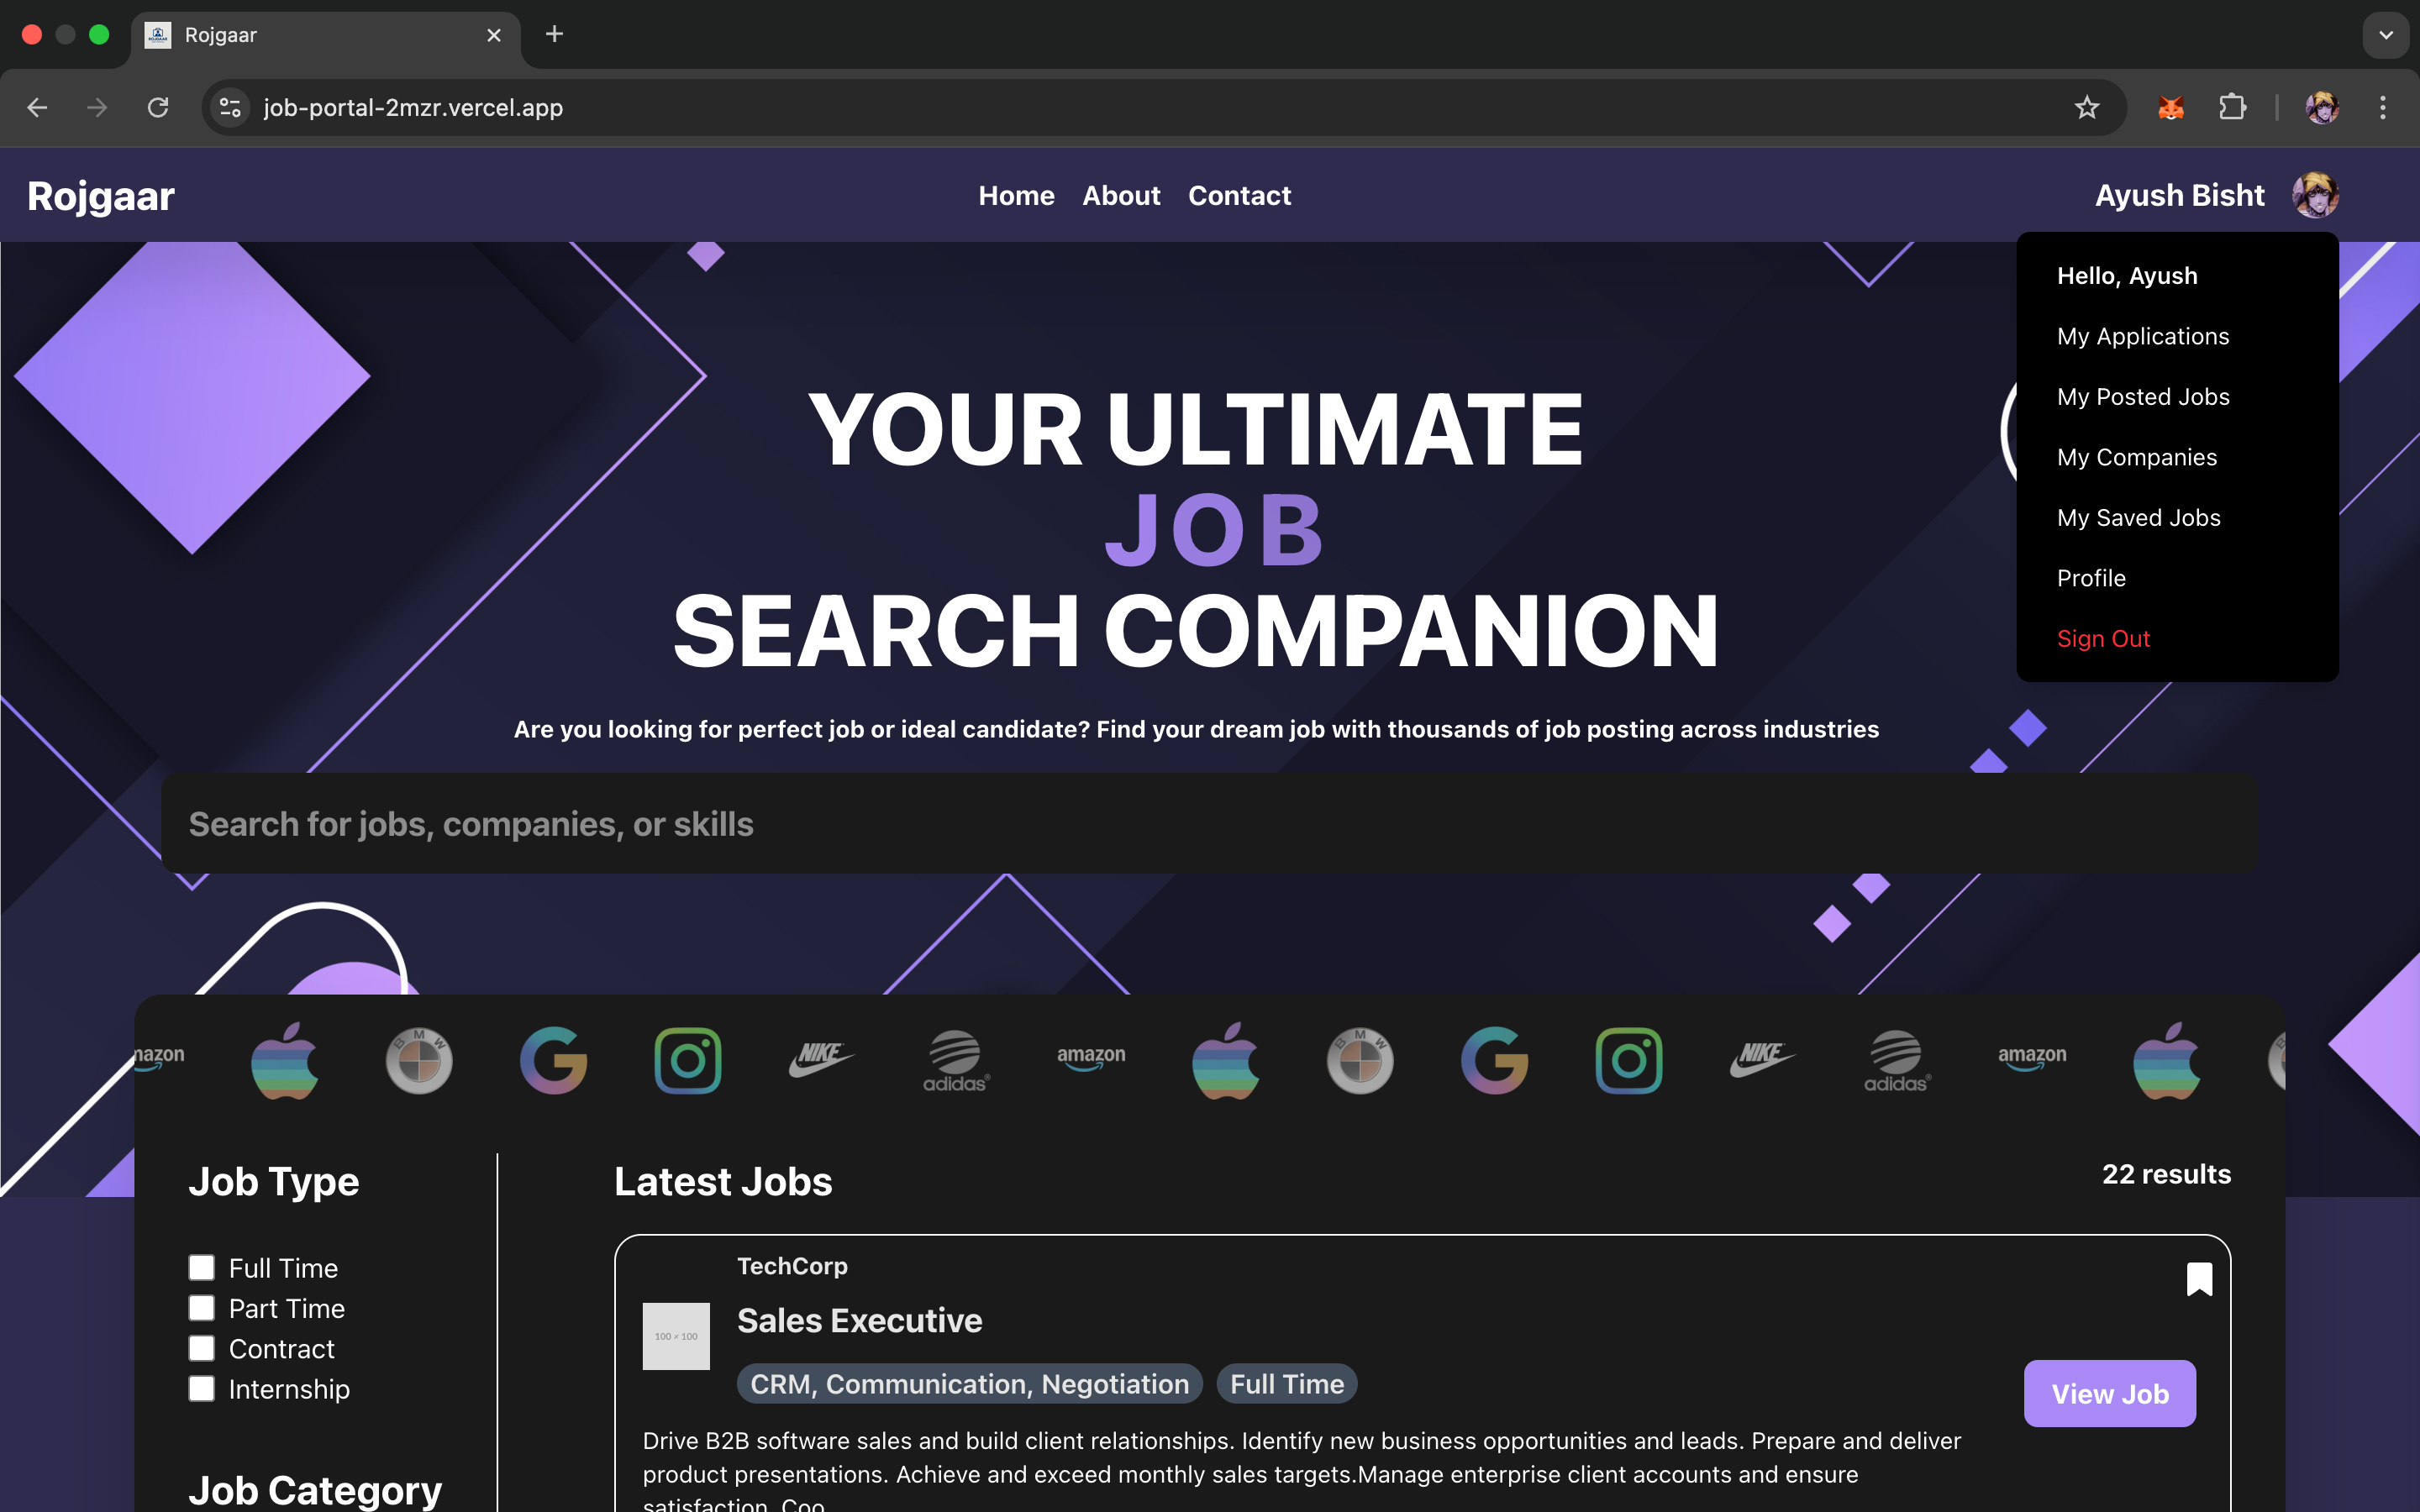 Rojgaar
job-portal-2mzr.vercel.app
Rojgaar
Home About Contact
Ayush Bisht
Hello, Ayush
My Applications
My Posted Jobs
My Companies
My Saved Jobs
Profile
Sign Out
YOUR ULTIMATE
JOB
SEARCH COMPANION
Are you looking for perfect job or ideal candidate? Find your dream job with thousands of job posting across industries
Search for jobs, companies, or skills
mazon BMW NIKE adidas amazon BMW NIKE adidas amazon
Job Type
Full Time
Part Time
Contract
Internship
Job Category
Latest Jobs
22 results
TechCorp
100 × 100
Sales Executive
CRM, Communication, Negotiation Full Time
View Job
Drive B2B software sales and build client relationships. Identify new business opportunities and leads. Prepare and deliver
product presentations. Achieve and exceed monthly sales targets.Manage enterprise client accounts and ensure
satisfaction. Coo